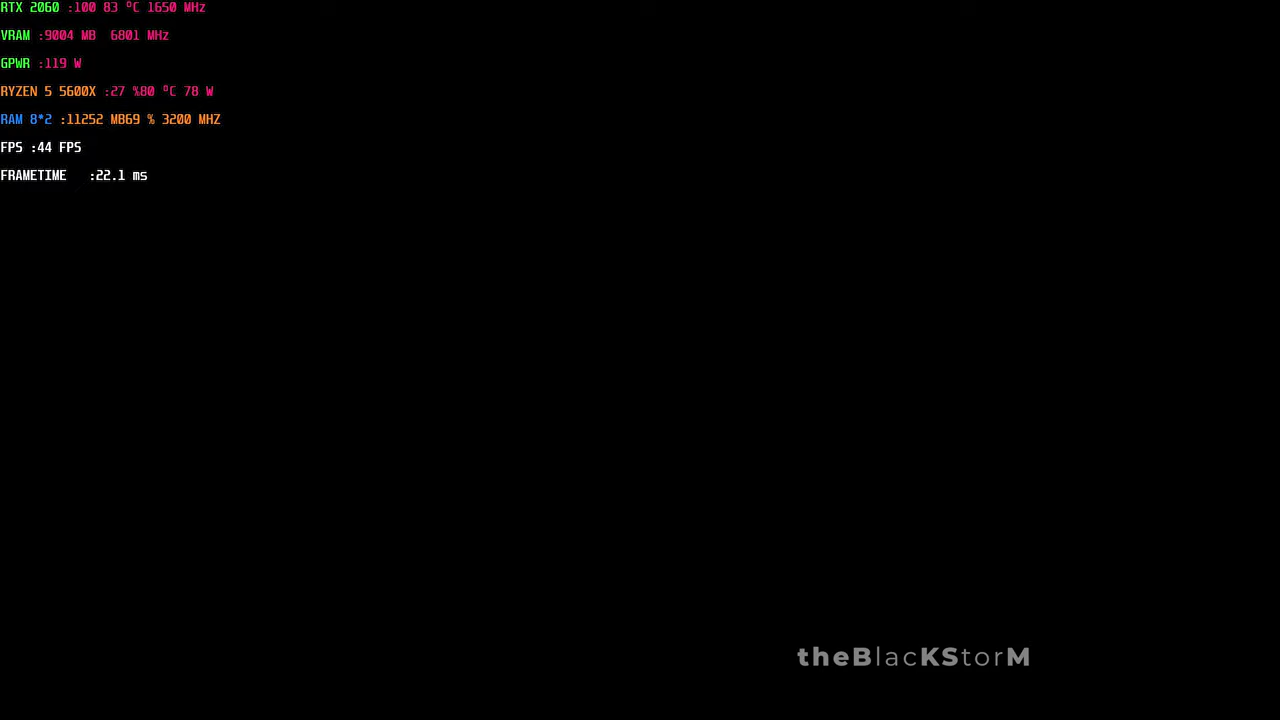 RTX 2060 :100 83 °C 1650 MHz
VRAM :9004 MB 6801 MHz
GPWR :119 W
RYZEN 5 5600X :27 %80 °C 78 W
RAM 8*2 :11252 MB69 % 3200 MHZ
FPS :44 FPS
FRAMETIME :22.1 ms
theBlacKStorM